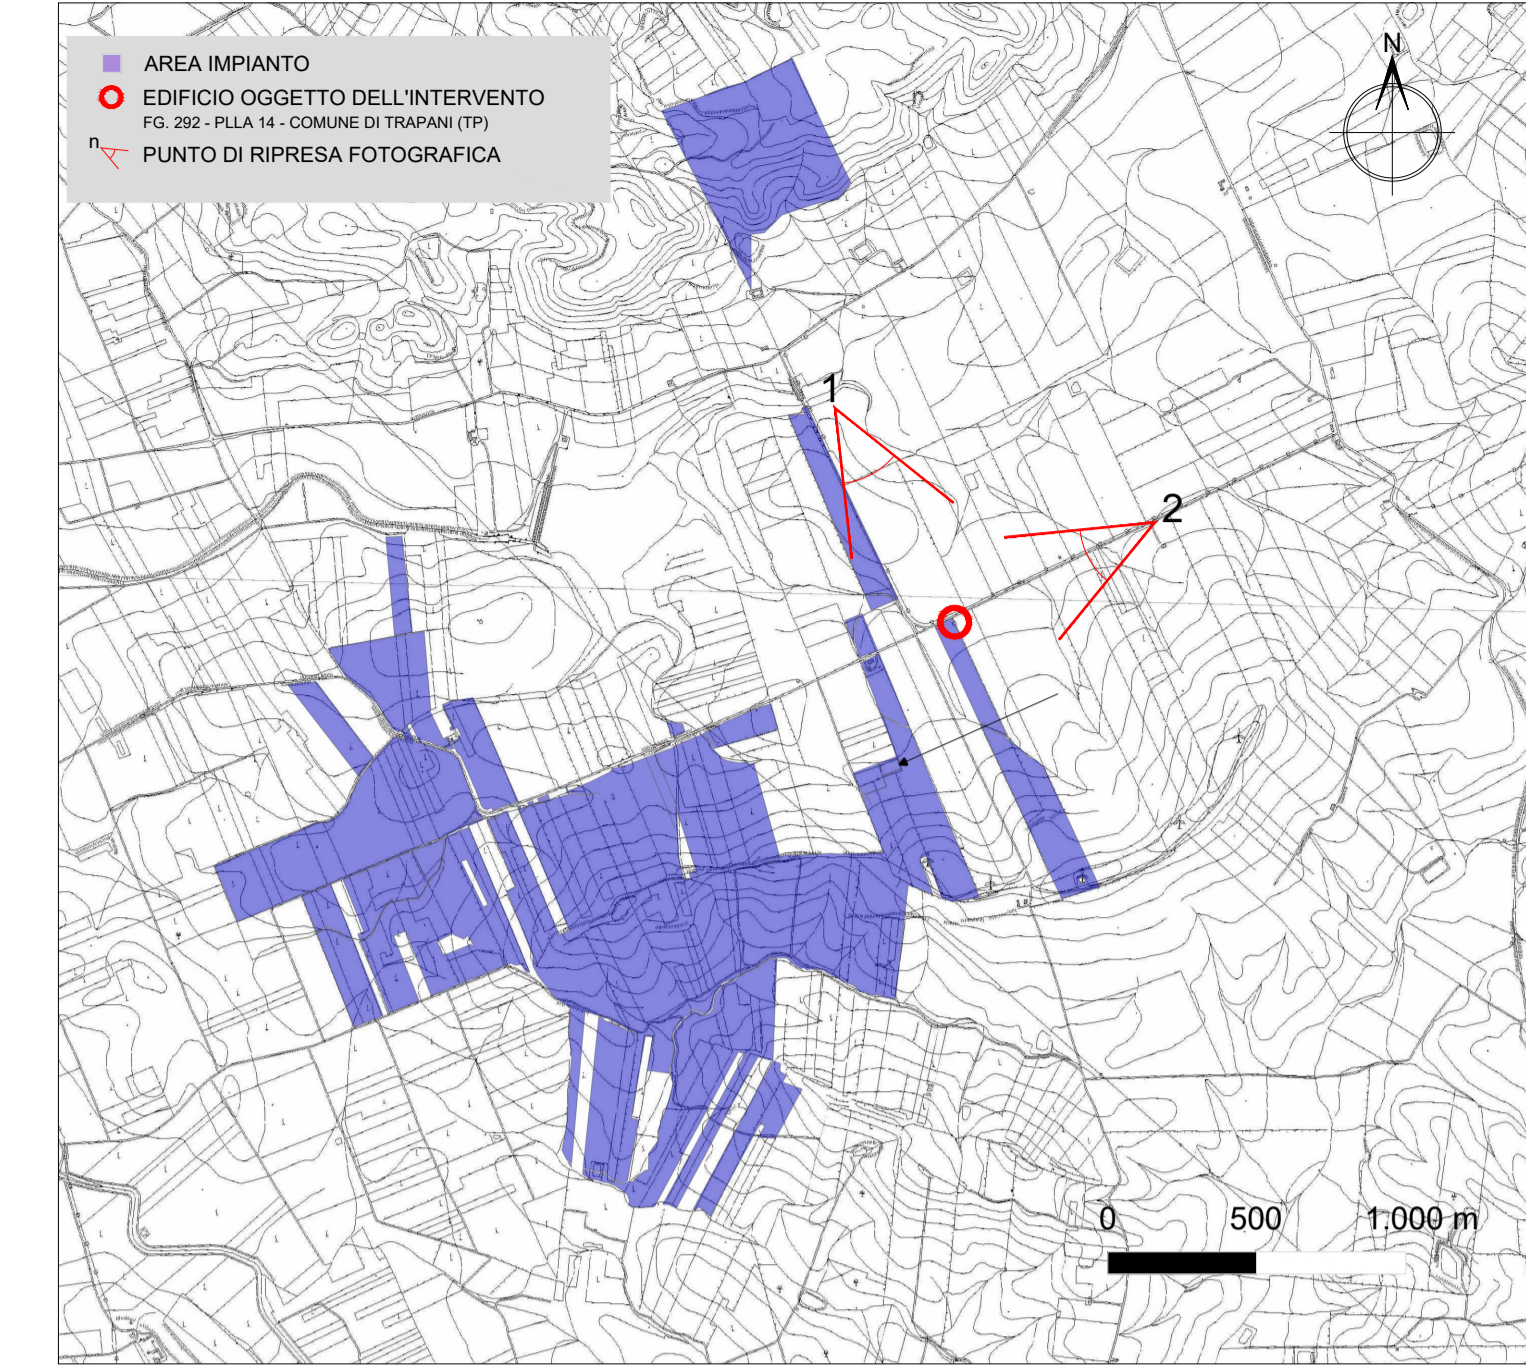 AREA IMPIANTO
EDIFICIO OGGETTO DELL'INTERVENTO
FG. 292 - PLLA 14 - COMUNE DI TRAPANI (TP)
n
PUNTO DI RIPRESA FOTOGRAFICA
N
1
2
0 500 1.000 m